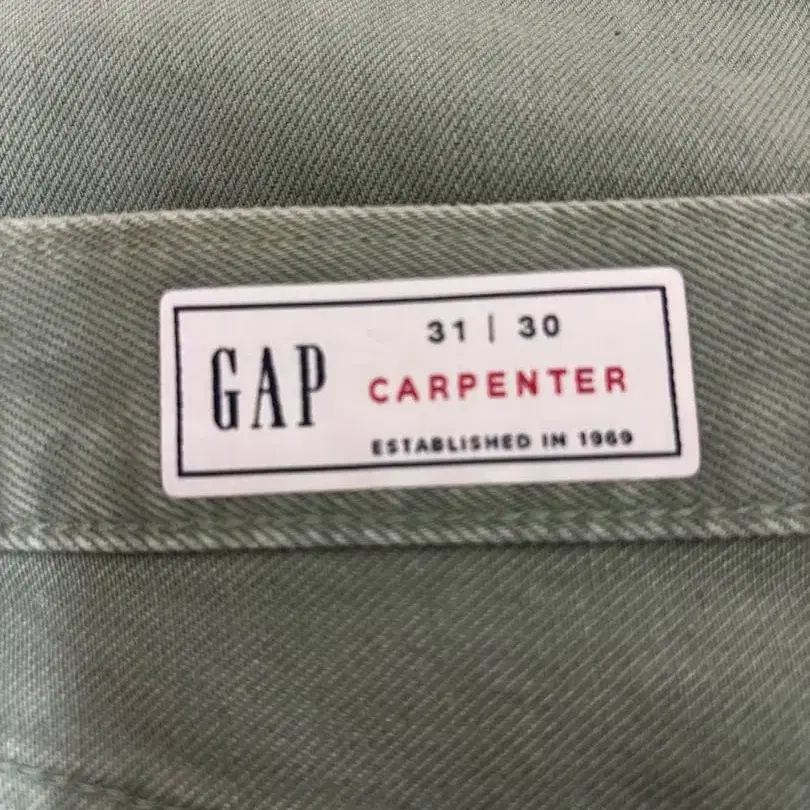 GAP
31 | 30
CARPENTER
ESTABLISHED IN 1969